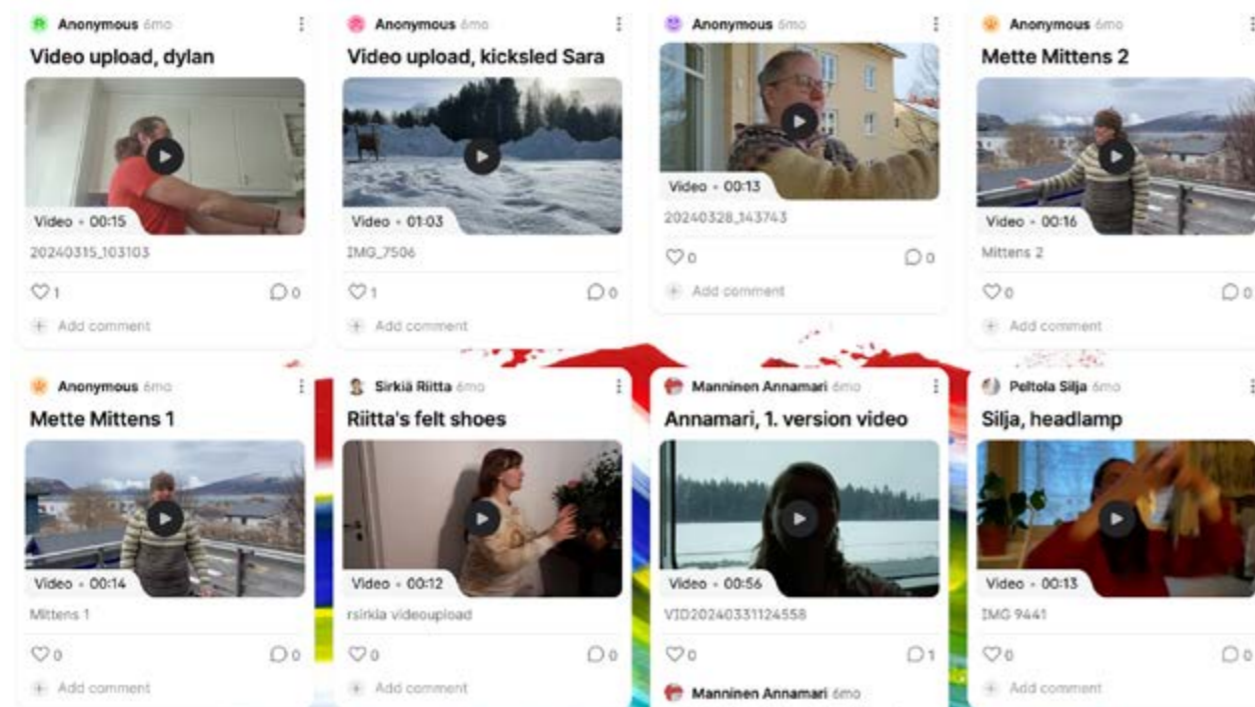 Anonymous 6mo
Video upload, dylan
Video • 00:15
20240315_103103
1
0
Add comment
Anonymous 6mo
Video upload, kicksled Sara
Video • 01:03
IMG_7506
1
0
Add comment
Anonymous 6mo
Video • 00:13
20240328_143743
0
0
Add comment
Anonymous 6mo
Mette Mittens 2
Video • 00:16
Mittens 2
0
0
Add comment
Anonymous 6mo
Mette Mittens 1
Video • 00:14
Mittens 1
0
0
Add comment
Sirkiä Riitta 6mo
Riitta's felt shoes
Video • 00:12
rsirkia videoupload
0
0
Add comment
Manninen Annamari 6mo
Annamari, 1. version video
Video • 00:56
VID20240331124558
0
1
Manninen Annamari 6mo
Peltola Silja 6mo
Silja, headlamp
Video • 00:13
IMG 9441
0
0
Add comment